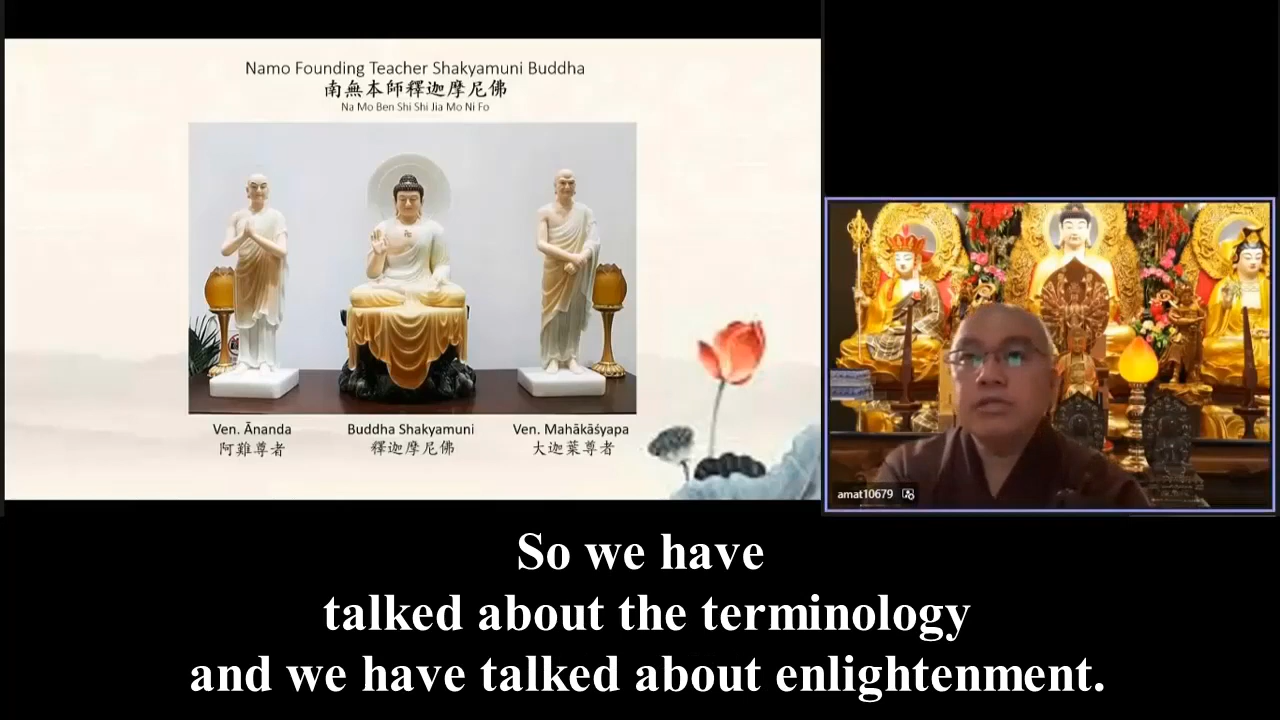 Namo Founding Teacher Shakyamuni Buddha
南無本師釋迦摩尼佛
Na Mo Ben Shi Shi Jia Mo Ni Fo
Ven. Ānanda
阿難尊者
Buddha Shakyamuni
釋迦摩尼佛
Ven. Mahākāśyapa
大迦葉尊者
amat10679
So we have
talked about the terminology
and we have talked about enlightenment.